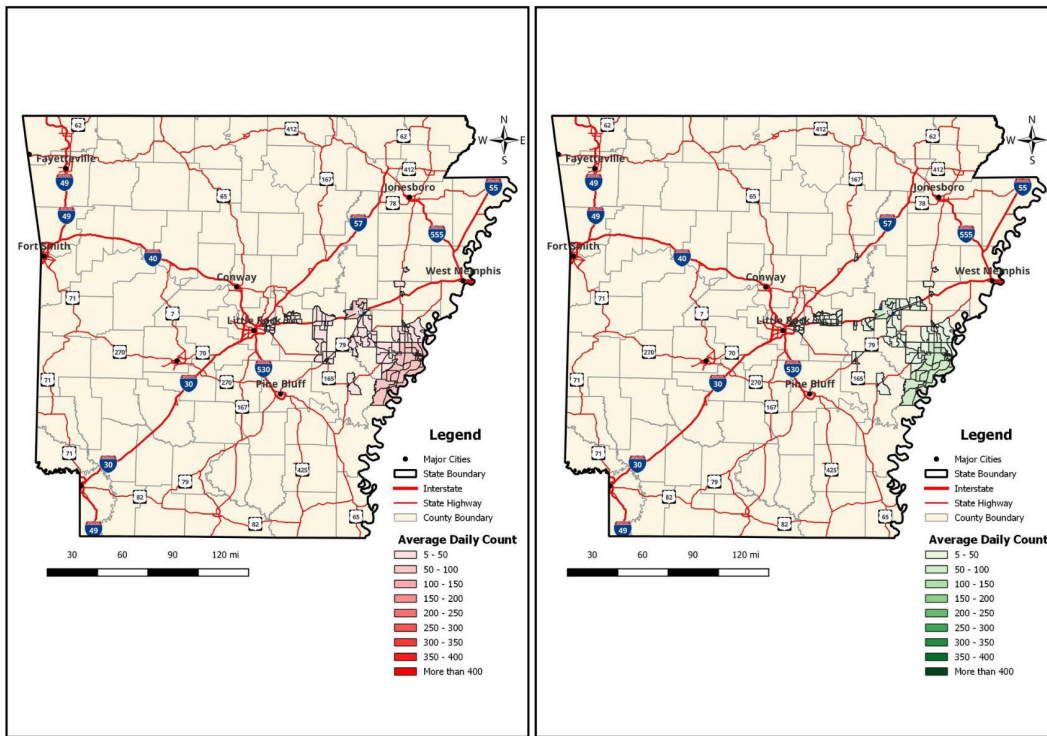 62
412
62
N
W E
S
Fayetteville
412
49
167
55
65
Jonesboro
78
49
57
555
Fort Smith
40
West Memphis
Conway
71
7
Little Rock
79
270
70
165
71
530
30
270
Pine Bluff
167
71
425
30
79
82
65
82
49
Legend
Major Cities
State Boundary
Interstate
State Highway
County Boundary
30 60 90 120 mi
Average Daily Count
5 - 50
50 - 100
100 - 150
150 - 200
200 - 250
250 - 300
300 - 350
350 - 400
More than 400
62
412
62
N
W E
S
Fayetteville
412
49
167
55
65
Jonesboro
78
49
57
555
Fort Smith
40
West Memphis
Conway
71
7
Little Rock
79
270
70
165
71
530
30
270
Pine Bluff
167
71
425
30
79
82
65
82
49
Legend
Major Cities
State Boundary
Interstate
State Highway
County Boundary
30 60 90 120 mi
Average Daily Count
5 - 50
50 - 100
100 - 150
150 - 200
200 - 250
250 - 300
300 - 350
350 - 400
More than 400